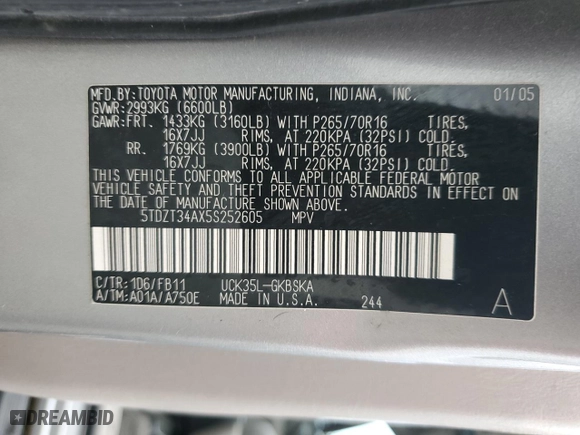 MFD.BY:TOYOTA MOTOR MANUFACTURING, INDIANA, INC. 01/05
GVWR:2993KG (6600LB)
GAWR:FRT. 1433KG (3160LB) WITH P265/70R16 TIRES,
16X7JJ RIMS, AT 220KPA (32PSI) COLD.
RR. 1769KG (3900LB) WITH P265/70R16 TIRES,
16X7JJ RIMS, AT 220KPA (32PSI) COLD.
THIS VEHICLE CONFORMS TO ALL APPLICABLE FEDERAL MOTOR
VEHICLE SAFETY AND THEFT PREVENTION STANDARDS IN EFFECT ON
THE DATE OF MANUFACTURE SHOWN ABOVE.
5TDZT34AX5S252605 MPV
C/TR:1D6/FB11 UCK35L-GKBSKA
A/TM:A01A/A750E MADE IN U.S.A. 244 A
DREAMBID